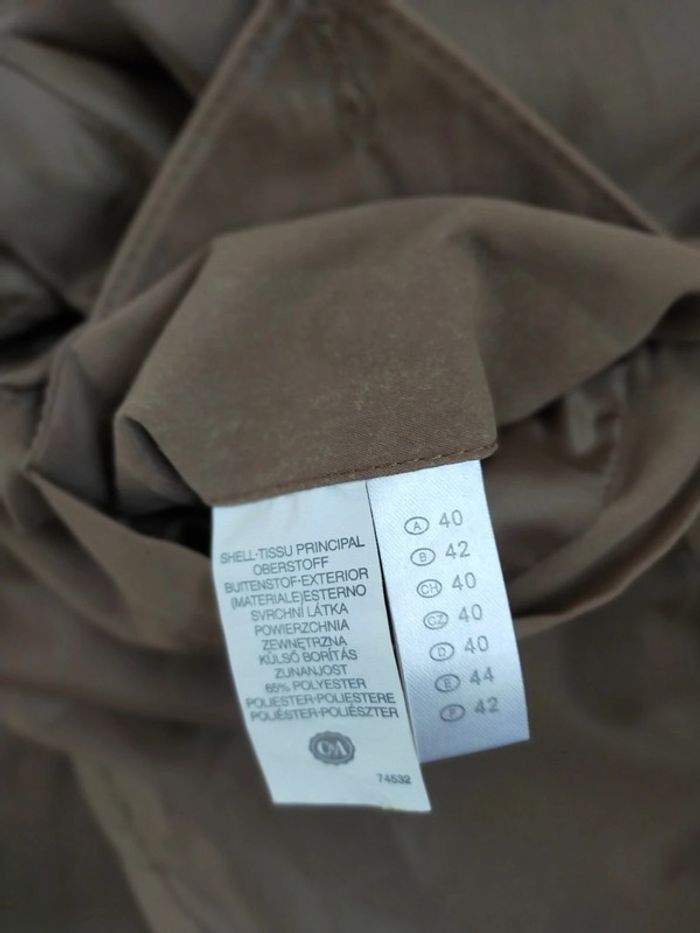 SHELL·TISSU PRINCIPAL
OBERSTOFF
BUITENSTOF·EXTERIOR
(MATERIALE)ESTERNO
SVRCHNÍ LÁTKA
POWIERZCHNIA
ZEWNĘTRZNA
KÜLSŐ BORÍTÁS
ZUNANJOST
65% POLYESTER
POLIESTER·POLIESTERE
POLIÉSTER·POLIÉSZTER
C&A
74532
A 40
B 42
CH 40
CZ 40
D 40
E 44
F 42